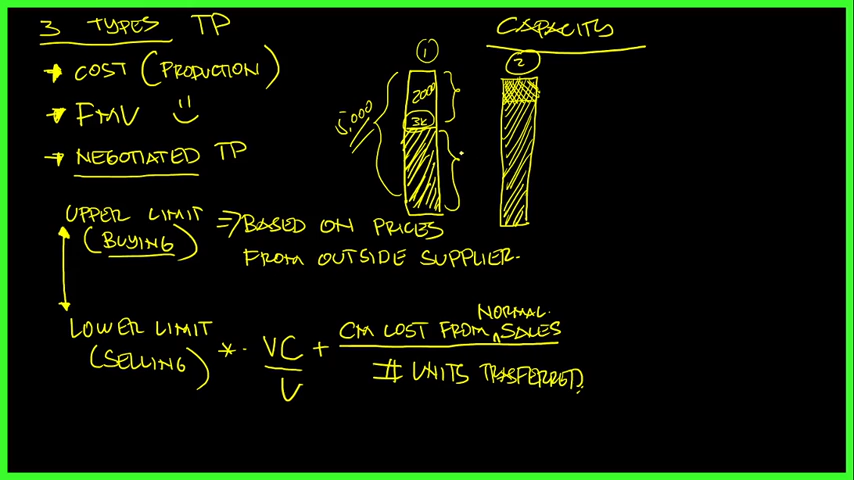 3 TYPES TP
→ COST (PRODUCTION)
→ FMV
→ NEGOTIATED TP
UPPER LIMIT ⇒ BASED ON PRICES
(BUYING) FROM OUTSIDE SUPPLIER.
LOWER LIMIT
(SELLING) * · VC/U + CM LOST FROM ^ NORMAL SALES
# UNITS TRASFERRED.
CAPACITY
1
2
5,000
2000
3K